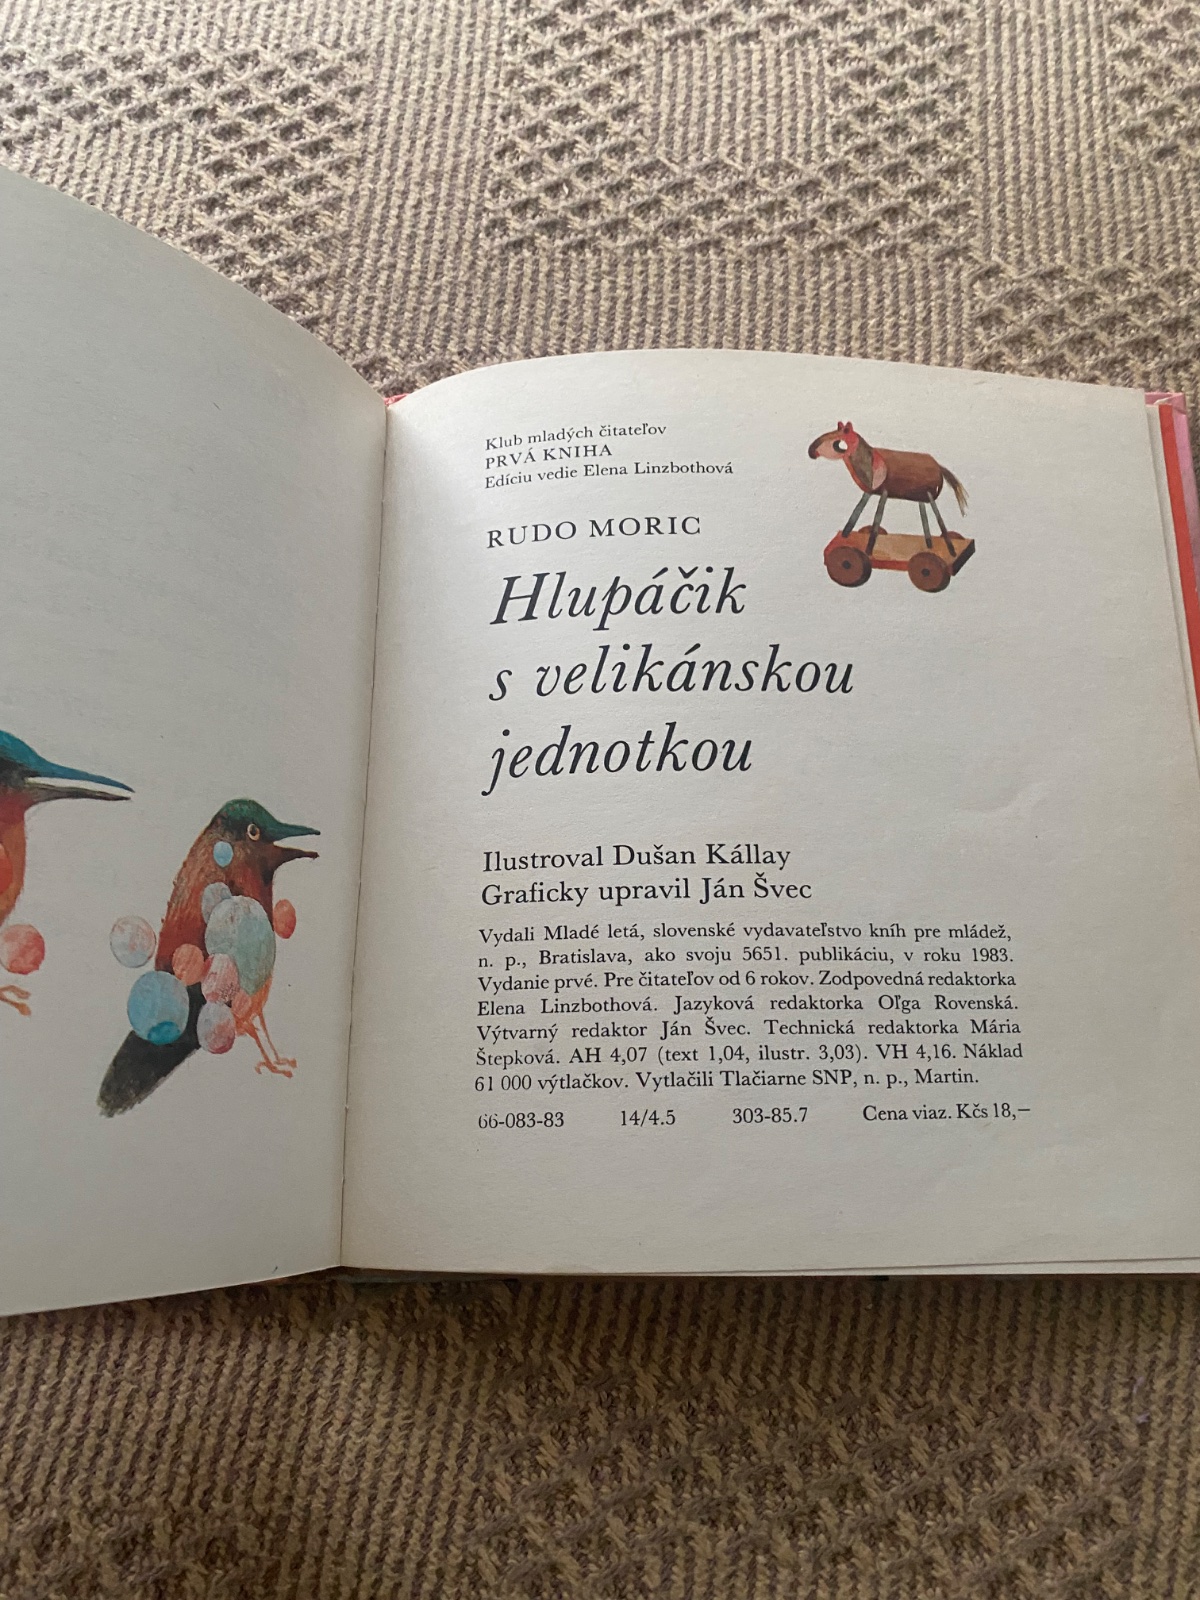 Klub mladých čitateľov
PRVÁ KNIHA
Edíciu vedie Elena Linzbothová
RUDO MORIC
Hlupáčik
s velikánskou
jednotkou
Ilustroval Dušan Kállay
Graficky upravil Ján Švec
Vydali Mladé letá, slovenské vydavateľstvo kníh pre mládež,
n. p., Bratislava, ako svoju 5651. publikáciu, v roku 1983.
Vydanie prvé. Pre čitateľov od 6 rokov. Zodpovedná redaktorka
Elena Linzbothová. Jazyková redaktorka Oľga Rovenská.
Výtvarný redaktor Ján Švec. Technická redaktorka Mária
Štepková. AH 4,07 (text 1,04, ilustr. 3,03). VH 4,16. Náklad
61 000 výtlačkov. Vytlačili Tlačiarne SNP, n. p., Martin.
66-083-83 14/4.5 303-85.7 Cena viaz. Kčs 18,–